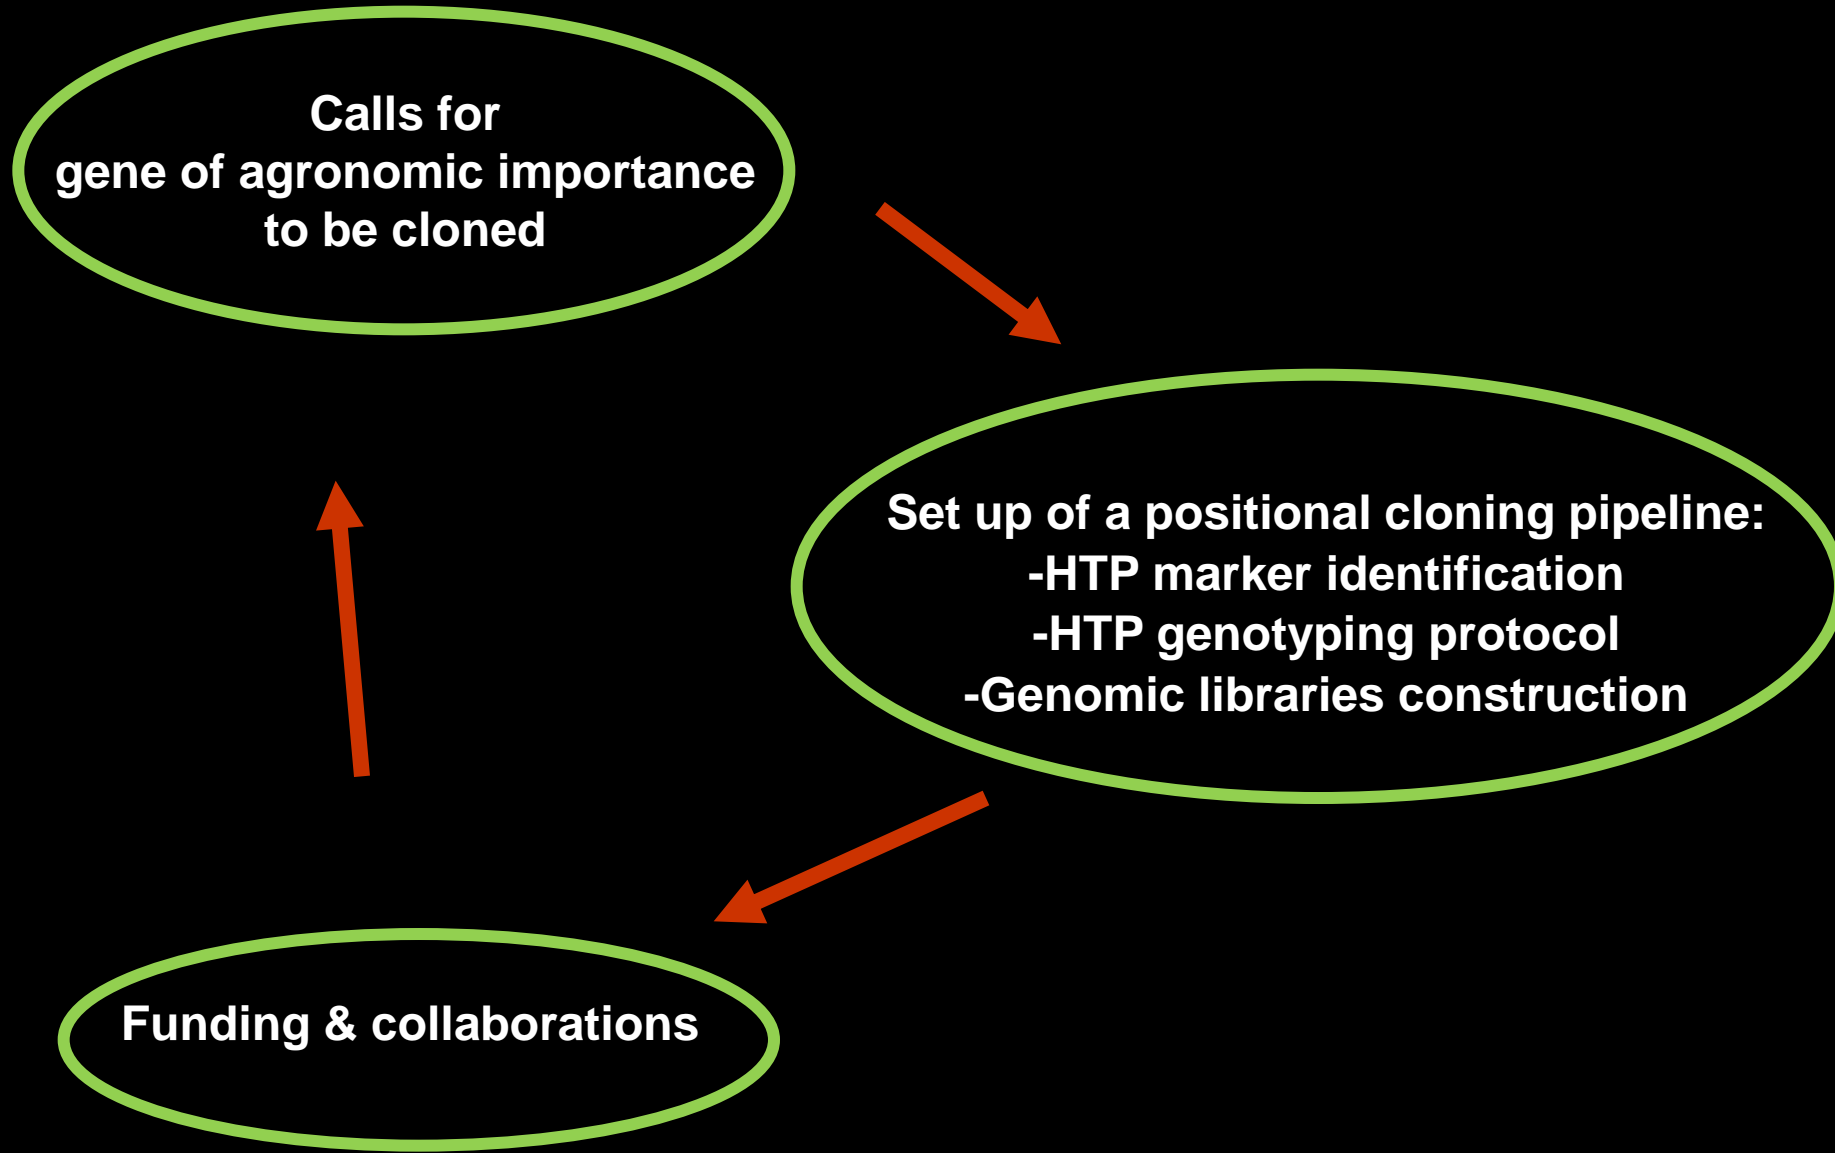 Calls for
gene of agronomic importance
to be cloned
Set up of a positional cloning pipeline:
-HTP marker identification
-HTP genotyping protocol
-Genomic libraries construction
Funding & collaborations